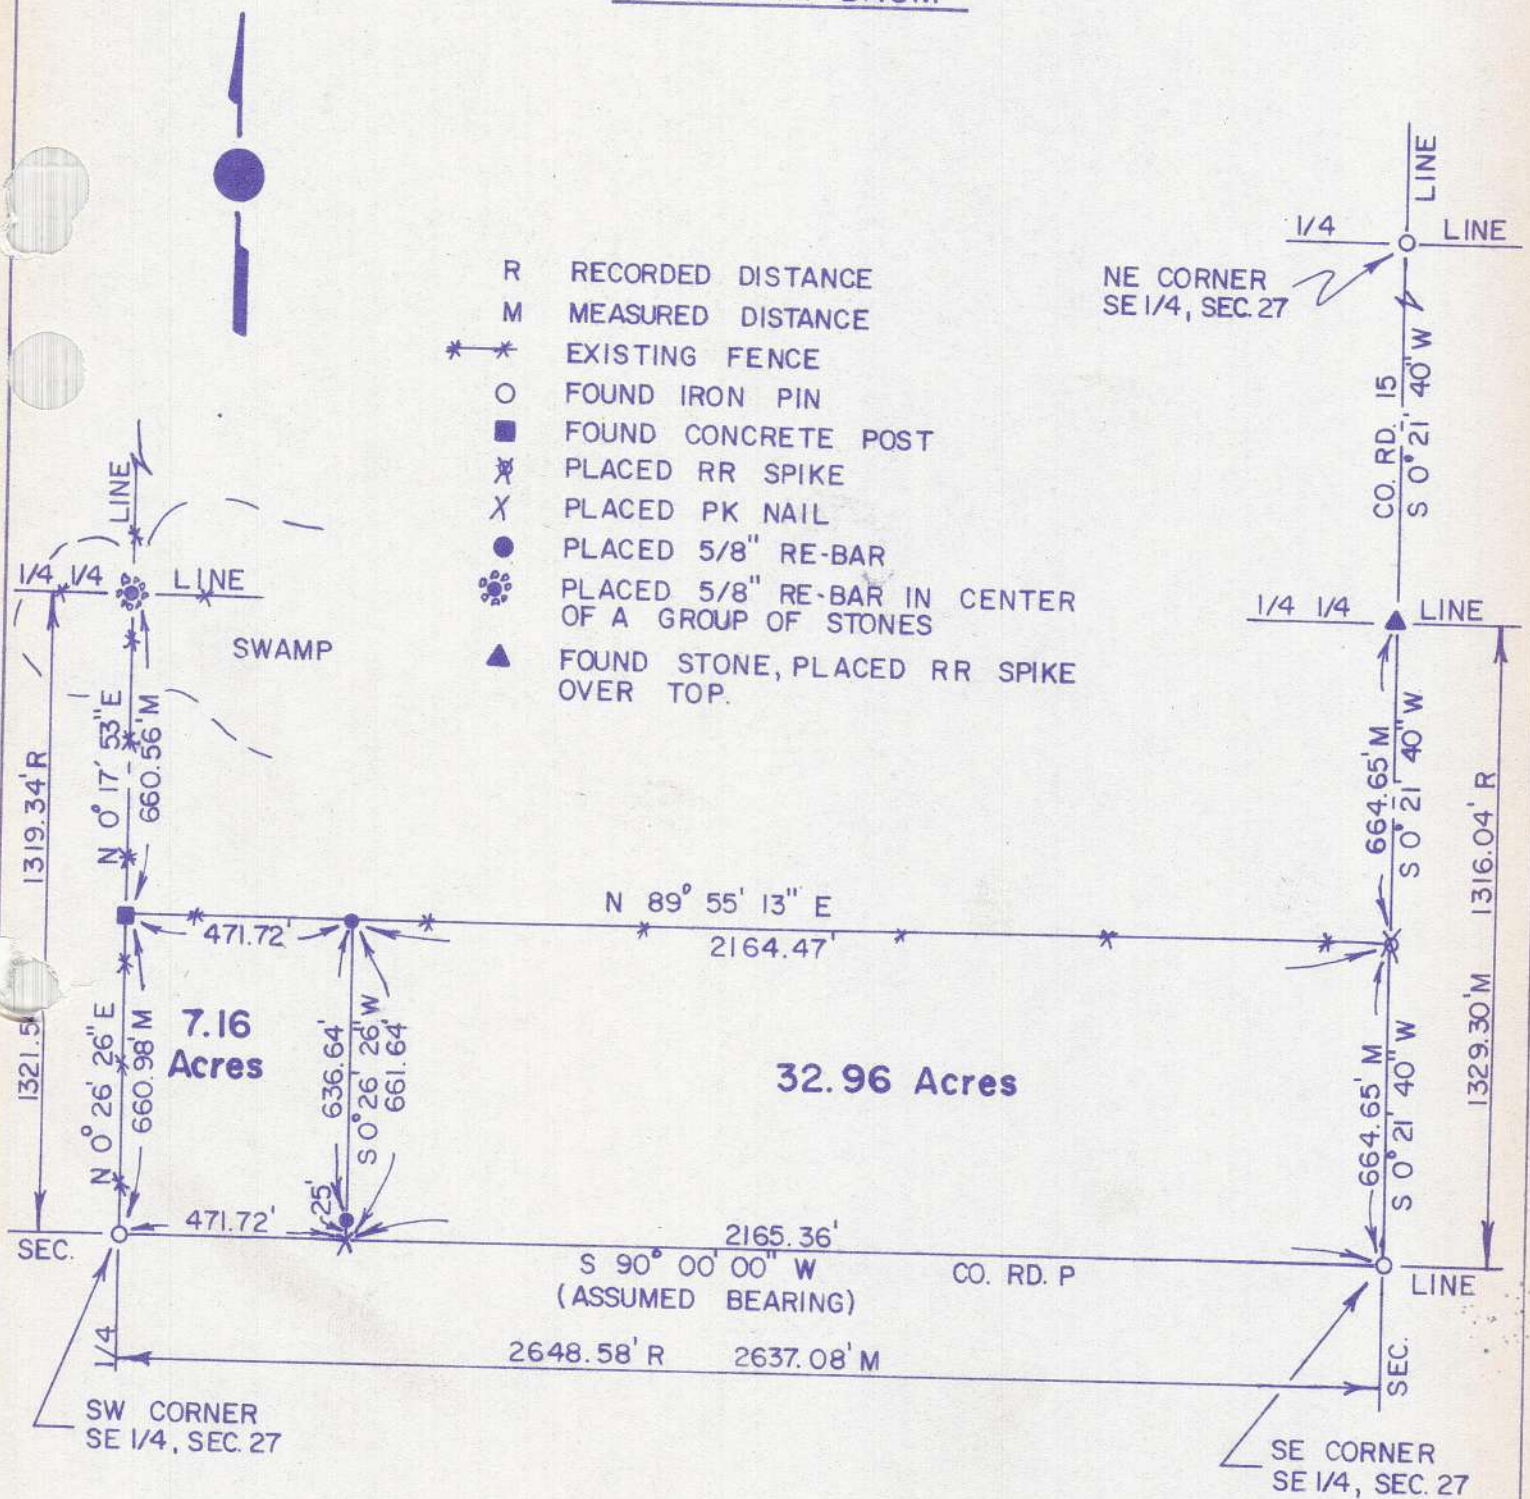 R RECORDED DISTANCE
M MEASURED DISTANCE
EXISTING FENCE
FOUND IRON PIN
FOUND CONCRETE POST
PLACED RR SPIKE
X PLACED PK NAIL
PLACED 5/8" RE-BAR
PLACED 5/8" RE-BAR IN CENTER
OF A GROUP OF STONES
FOUND STONE, PLACED RR SPIKE
OVER TOP.
LINE
1/4 LINE
NE CORNER
SE 1/4, SEC. 27
CO. RD. 15
S 0° 21' 40" W
LINE
1/4 1/4 LINE
SWAMP
1/4 1/4 LINE
1319.34' R
N 0° 17' 53" E
660.56' M
664.65' M
S 0° 21' 40" W
1316.04' R
N 89° 55' 13" E
471.72'
2164.47'
1321.5
N 0° 26' 26" E
660.98' M
7.16
Acres
636.64'
S 0° 26' 26" W
661.64'
25'
32.96 Acres
664.65' M
S 0° 21' 40" W
1329.30' M
471.72'
2165.36'
SEC.
S 90° 00' 00" W
(ASSUMED BEARING)
CO. RD. P
LINE
1/4
2648.58' R 2637.08' M
SEC.
SW CORNER
SE 1/4, SEC. 27
SE CORNER
SE 1/4, SEC. 27